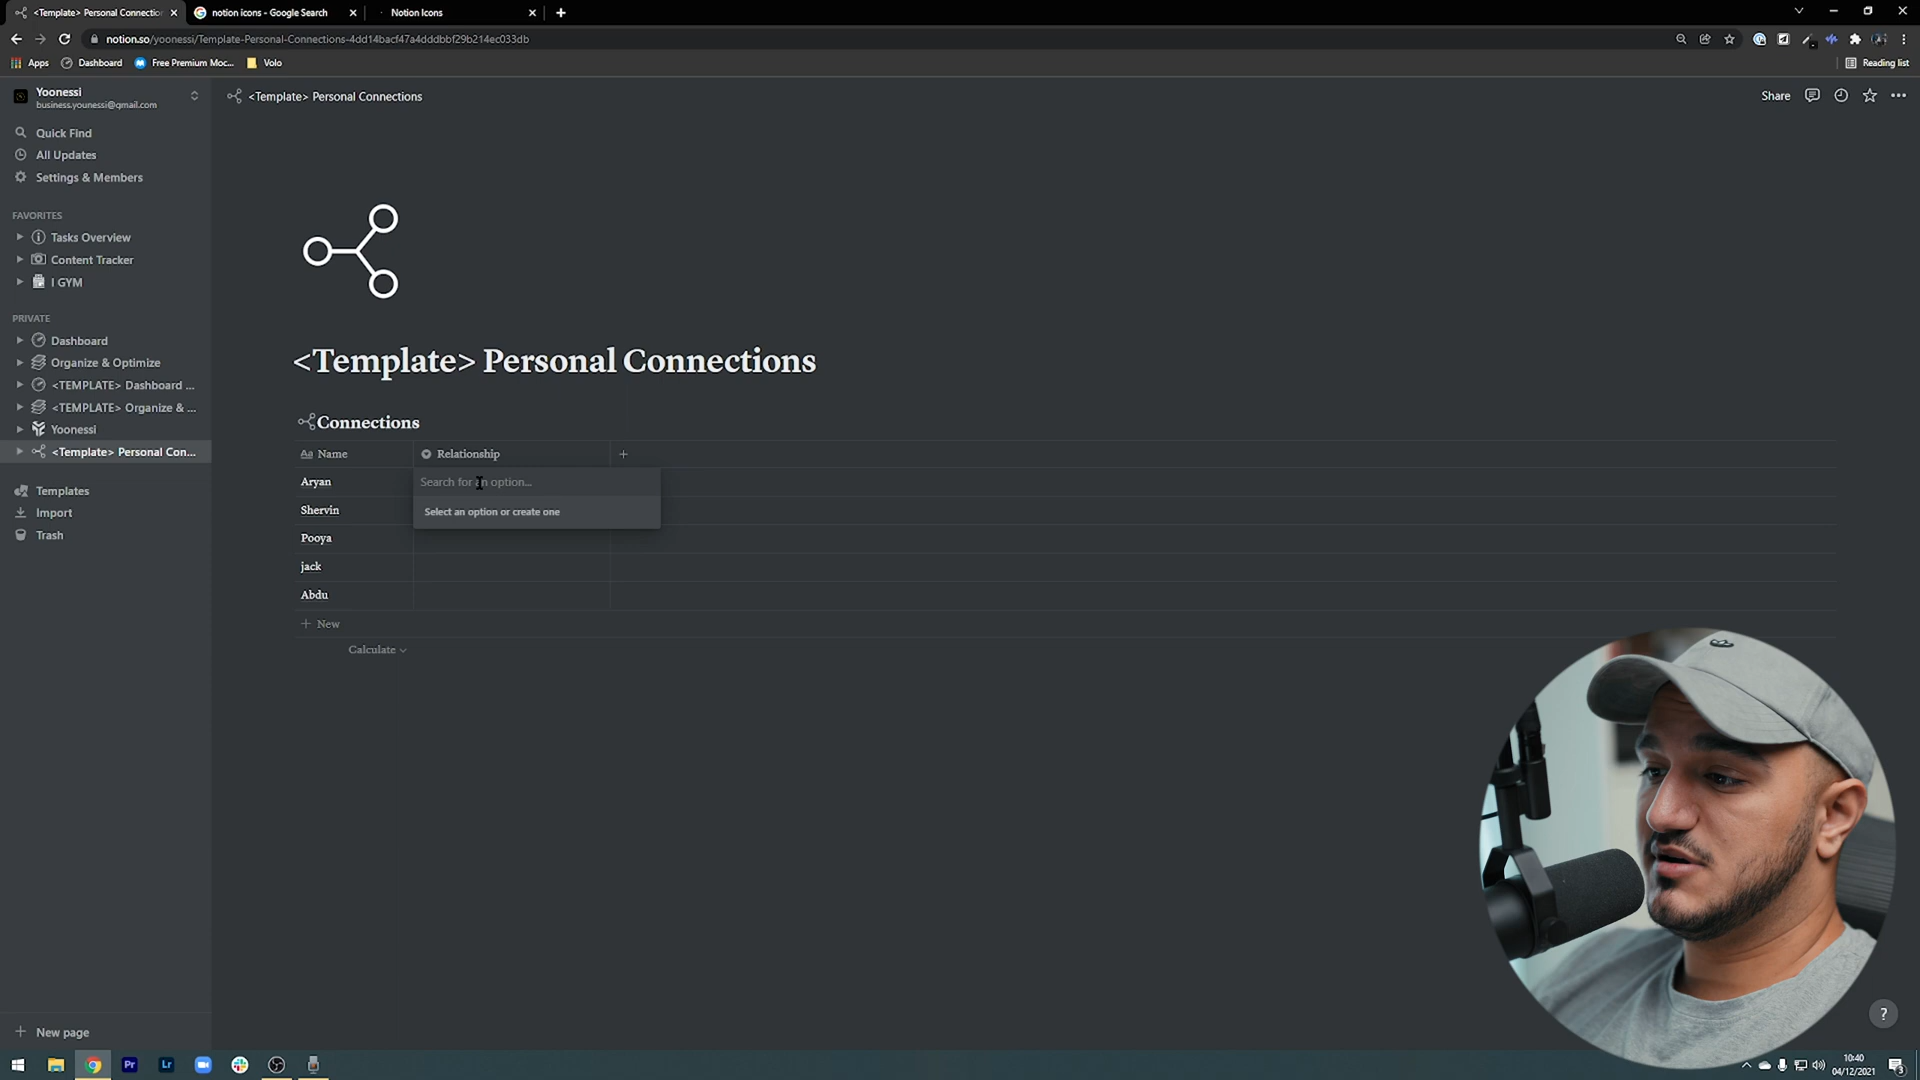 <Template> Personal Connectio
notion icons - Google Search
Notion Icons
notion.so/yoonessi/Template-Personal-Connections-4dd14bacf47a4dddbbf29b214ec033db
Apps
Dashboard
Free Premium Moc...
Volo
Reading list
Yoonessi
business.younessi@gmail.com
<Template> Personal Connections
Share
Quick Find
All Updates
Settings & Members
FAVORITES
Tasks Overview
Content Tracker
I GYM
PRIVATE
Dashboard
Organize & Optimize
<TEMPLATE> Dashboard ...
<TEMPLATE> Organize & ...
Yoonessi
<Template> Personal Con...
Templates
Import
Trash
New page
<Template> Personal Connections
Connections
Aa Name
Relationship
Aryan
Search for an option...
Shervin
Select an option or create one
Pooya
jack
Abdu
New
Calculate
?
Pr
Lr
10:40
04/12/2021
3